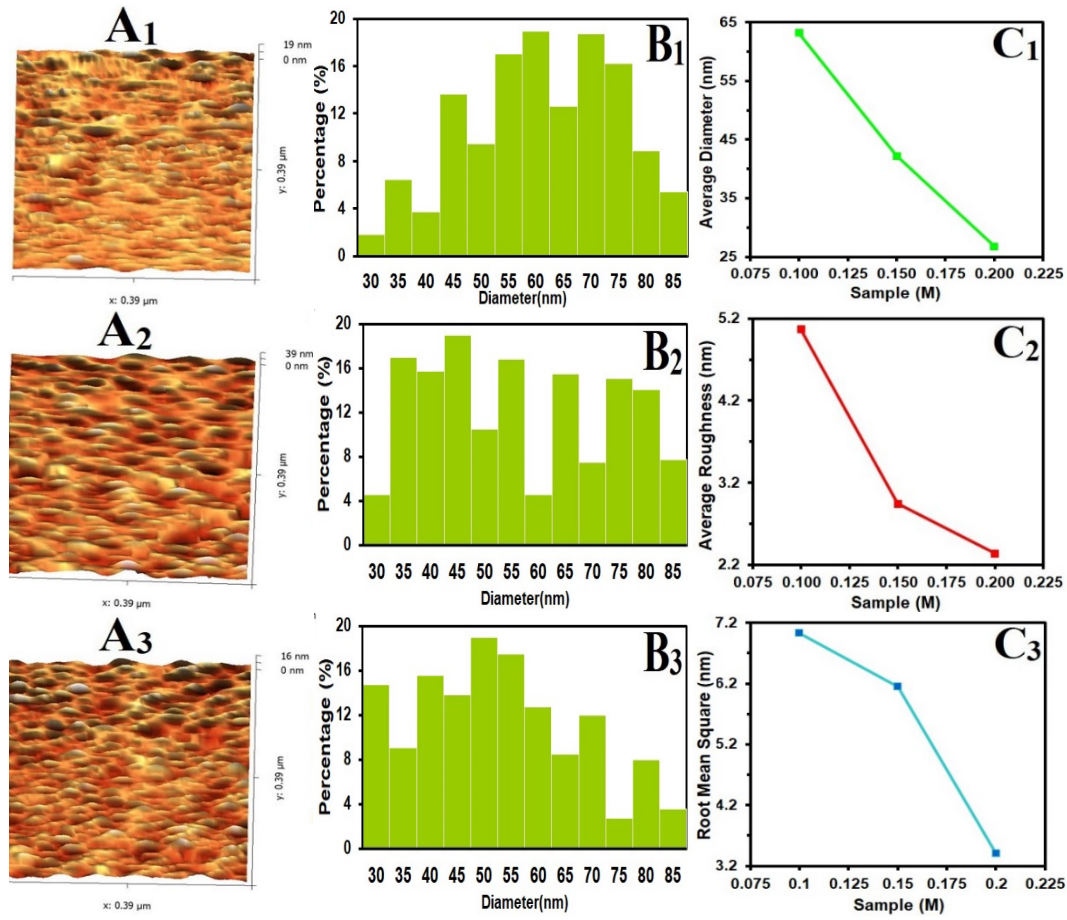 A1
19 nm
0 nm
y: 0.39 µm
x: 0.39 µm
B1
Percentage (%)
20
16
12
8
4
0
30 35 40 45 50 55 60 65 70 75 80 85
Diameter(nm)
C1
Average Diameter (nm)
65
55
45
35
25
0.075 0.100 0.125 0.150 0.175 0.200 0.225
Sample (M)
A2
39 nm
0 nm
y: 0.39 µm
x: 0.39 µm
B2
Percentage (%)
20
16
12
8
4
0
30 35 40 45 50 55 60 65 70 75 80 85
Diameter(nm)
C2
Average Roughness (nm)
5.2
4.2
3.2
2.2
0.075 0.100 0.125 0.150 0.175 0.200 0.225
Sample (M)
A3
16 nm
0 nm
y: 0.39 µm
x: 0.39 µm
B3
Percentage (%)
20
16
12
8
4
0
30 35 40 45 50 55 60 65 70 75 80 85
Diameter(nm)
C3
Root Mean Square (nm)
7.2
6.2
5.2
4.2
3.2
0.075 0.1 0.125 0.15 0.175 0.2 0.225
Sample (M)